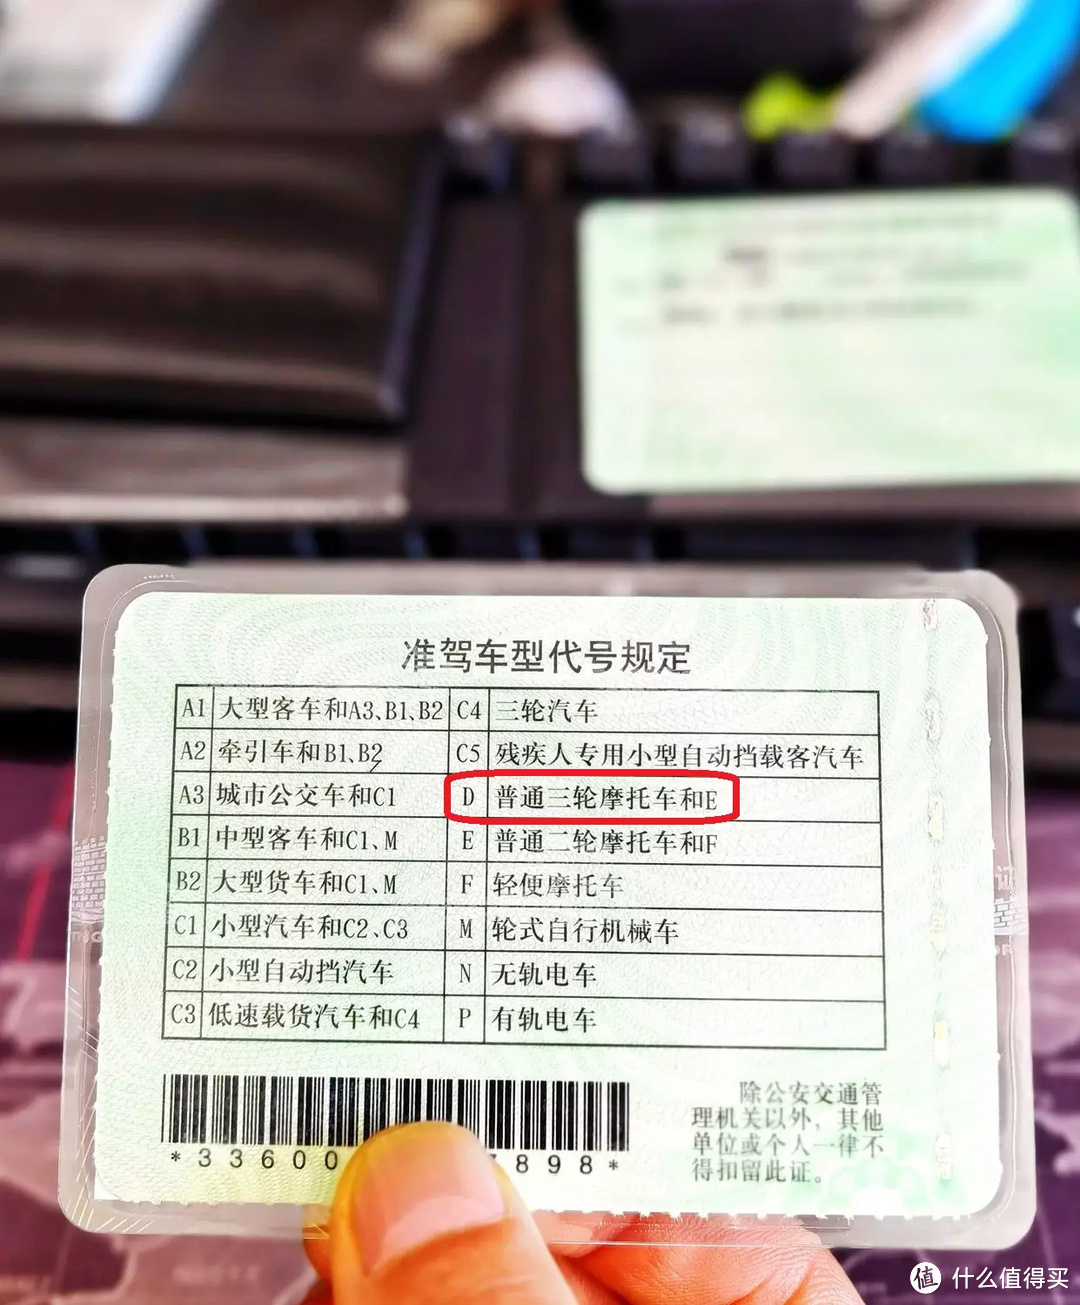 准驾车型代号规定
A1 大型客车和A3、B1、B2 C4 三轮汽车
A2 牵引车和B1、B2 C5 残疾人专用小型自动挡载客汽车
A3 城市公交车和C1 D 普通三轮摩托车和E
B1 中型客车和C1、M E 普通二轮摩托车和F
B2 大型货车和C1、M F 轻便摩托车
C1 小型汽车和C2、C3 M 轮式自行机械车
C2 小型自动挡汽车 N 无轨电车
C3 低速载货汽车和C4 P 有轨电车
除公安交通管
理机关以外，其他
单位或个人一律不
得扣留此证。
*33600 7898*
证
值 什么值得买